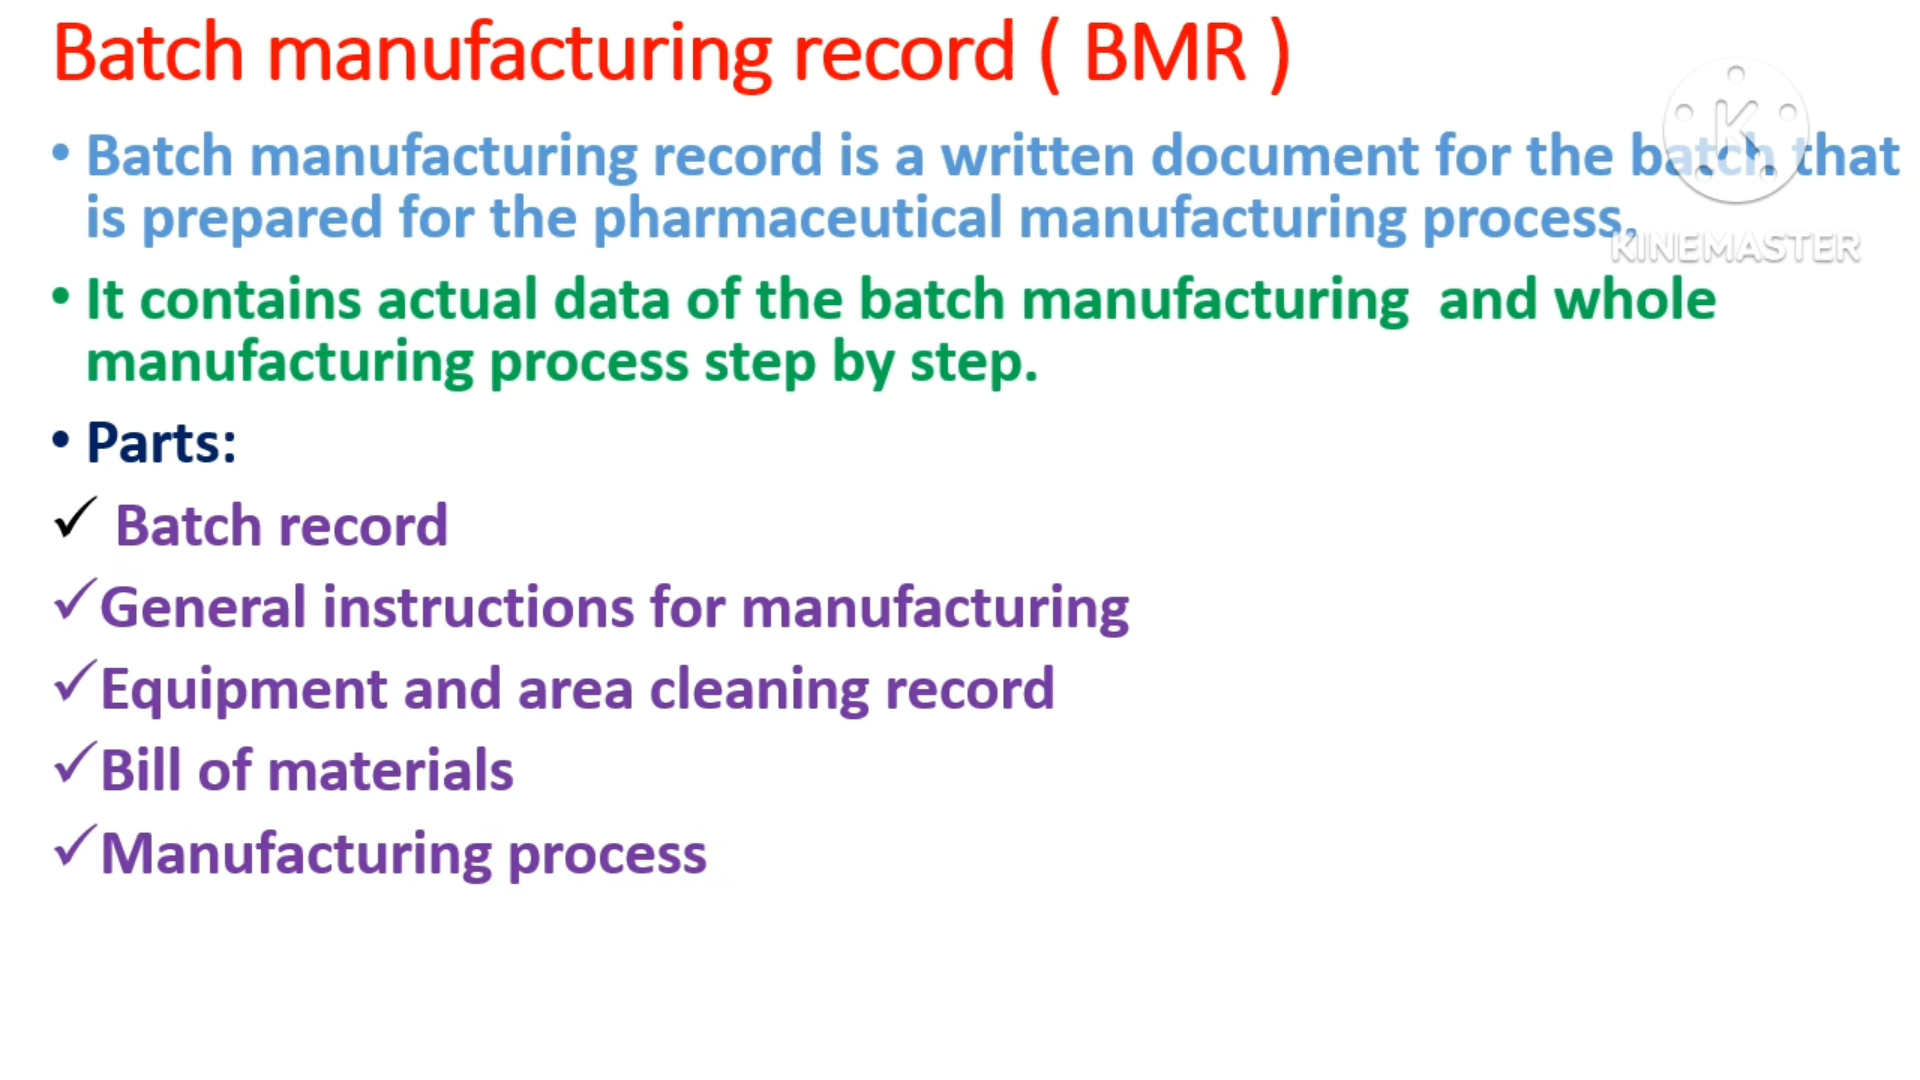 Batch manufacturing record ( BMR )
• Batch manufacturing record is a written document for the batch that
is prepared for the pharmaceutical manufacturing process,
KINEMASTER
• It contains actual data of the batch manufacturing  and whole
manufacturing process step by step.
• Parts:
✓ Batch record
✓General instructions for manufacturing
✓Equipment and area cleaning record
✓Bill of materials
✓Manufacturing process